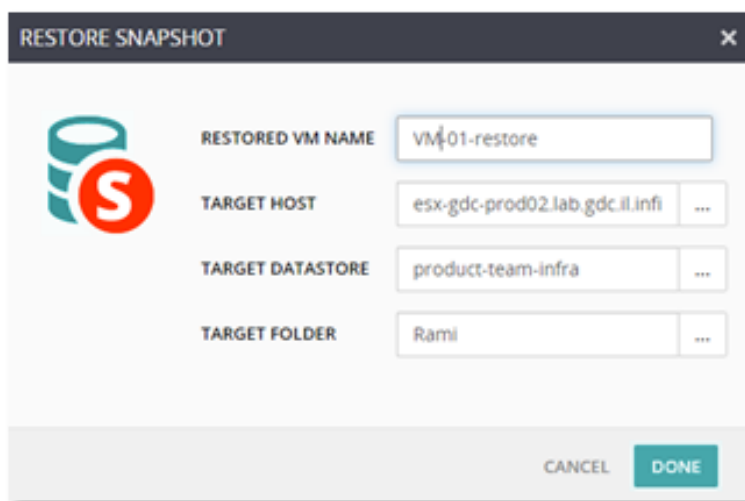 RESTORE SNAPSHOT ×
S
RESTORED VM NAME VM-01-restore
TARGET HOST esx-gdc-prod02.lab.gdc.il.infi ...
TARGET DATASTORE product-team-infra ...
TARGET FOLDER Rami ...
CANCEL DONE